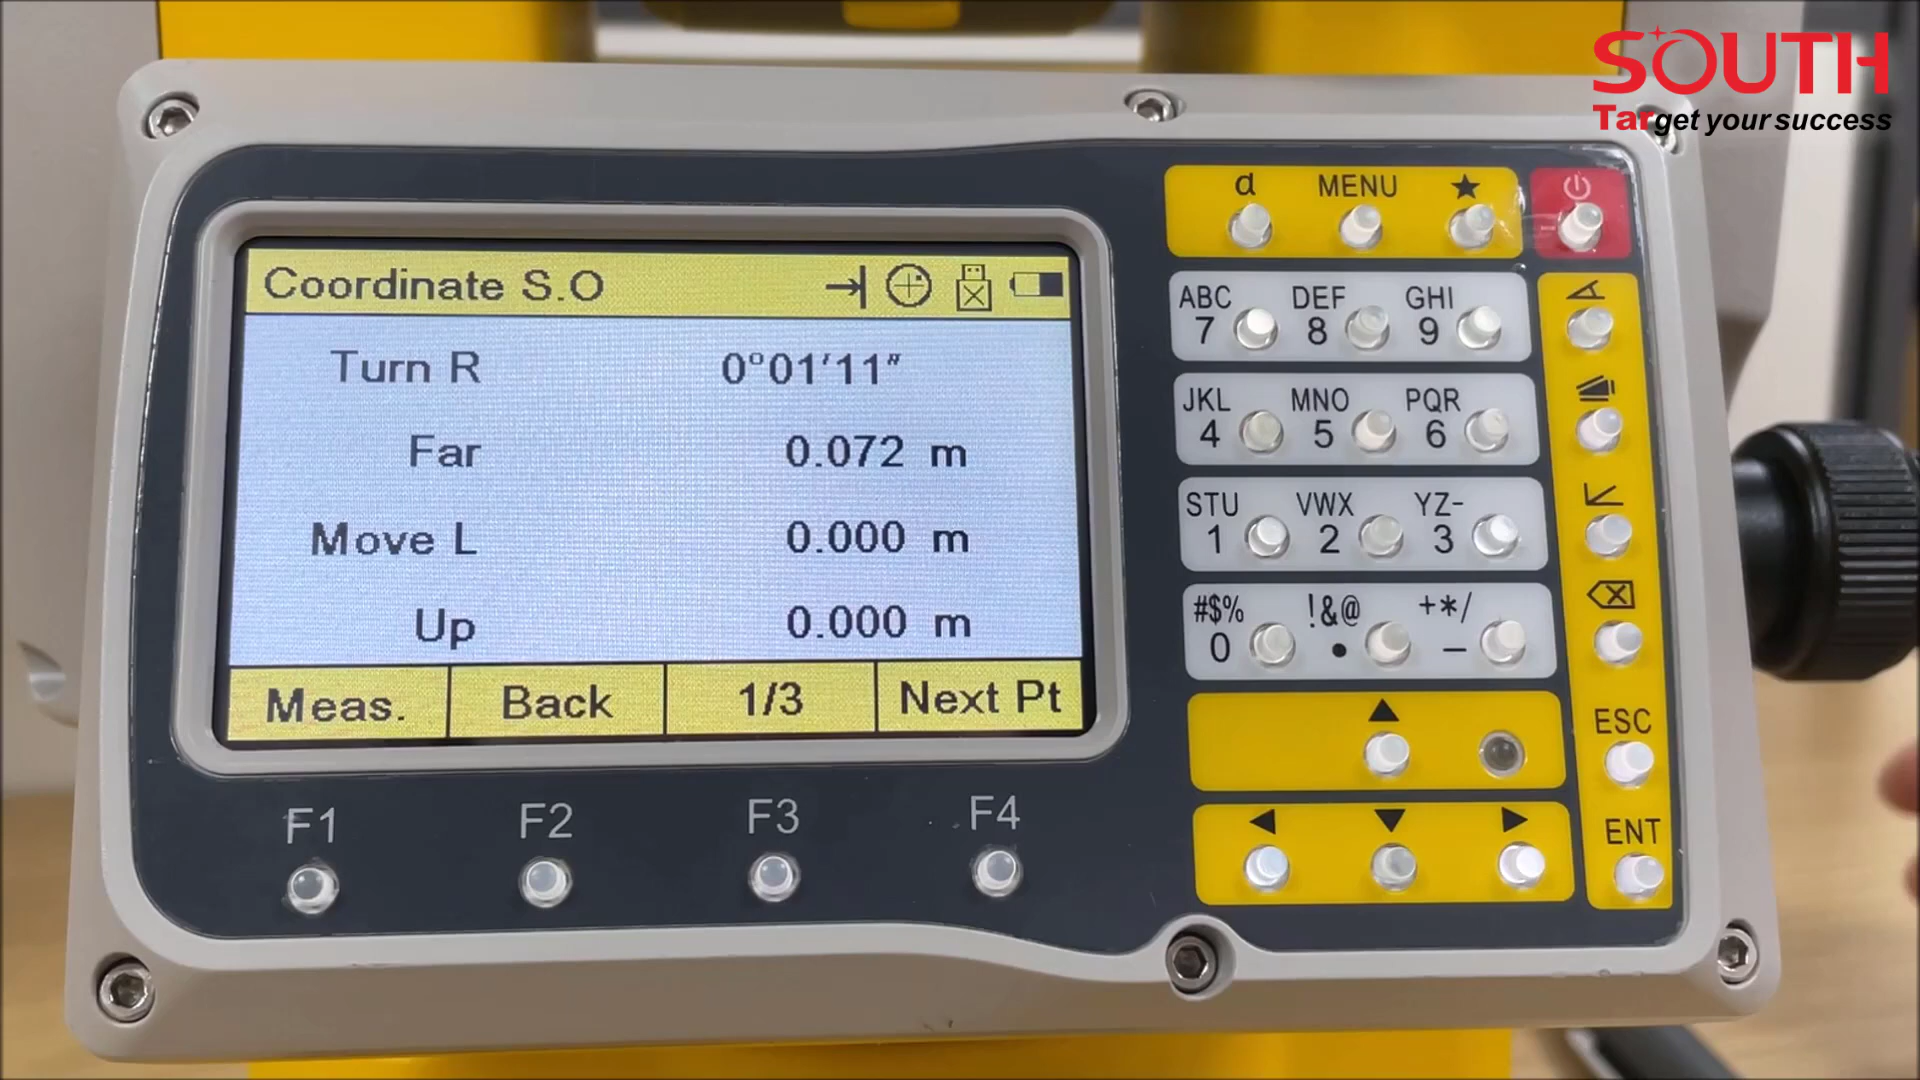 SOUTH
Target your success
α MENU ★
Coordinate S.O
Turn R 0°01'11"
Far 0.072 m
Move L 0.000 m
Up 0.000 m
Meas. Back 1/3 Next Pt
F1 F2 F3 F4
ABC DEF GHI
7 8 9
JKL MNO PQR
4 5 6
STU VWX YZ-
1 2 3
#$% !&@ +*/
0 • –
ESC
ENT